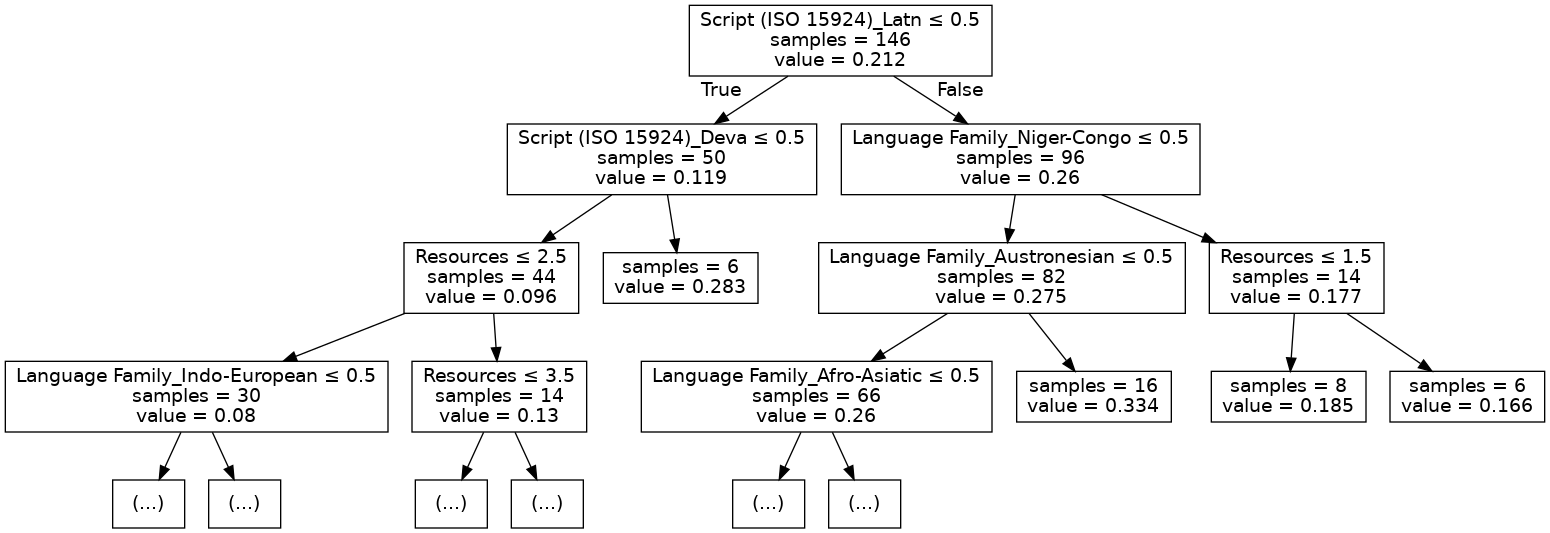 Script (ISO 15924)_Latn ≤ 0.5
samples = 146
value = 0.212
True
False
Script (ISO 15924)_Deva ≤ 0.5
samples = 50
value = 0.119
Language Family_Niger-Congo ≤ 0.5
samples = 96
value = 0.26
Resources ≤ 2.5
samples = 44
value = 0.096
samples = 6
value = 0.283
Language Family_Austronesian ≤ 0.5
samples = 82
value = 0.275
Resources ≤ 1.5
samples = 14
value = 0.177
Language Family_Indo-European ≤ 0.5
samples = 30
value = 0.08
Resources ≤ 3.5
samples = 14
value = 0.13
Language Family_Afro-Asiatic ≤ 0.5
samples = 66
value = 0.26
samples = 16
value = 0.334
samples = 8
value = 0.185
samples = 6
value = 0.166
(...)
(...)
(...)
(...)
(...)
(...)